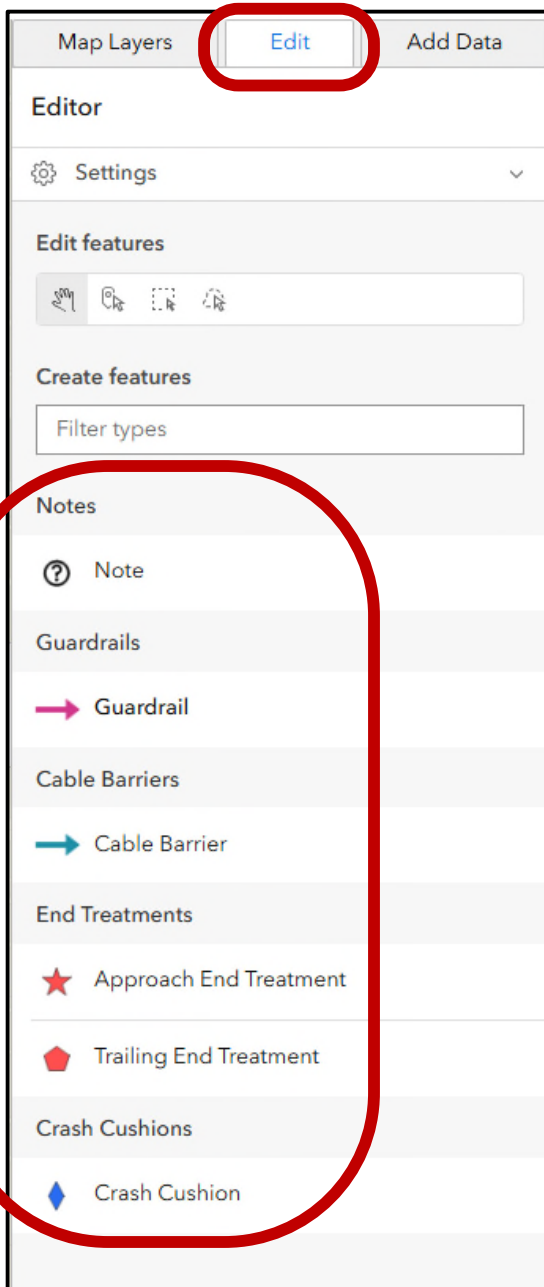 Map Layers Edit Add Data
Editor
Settings
Edit features
Create features
Filter types
Notes
Note
Guardrails
Guardrail
Cable Barriers
Cable Barrier
End Treatments
Approach End Treatment
Trailing End Treatment
Crash Cushions
Crash Cushion